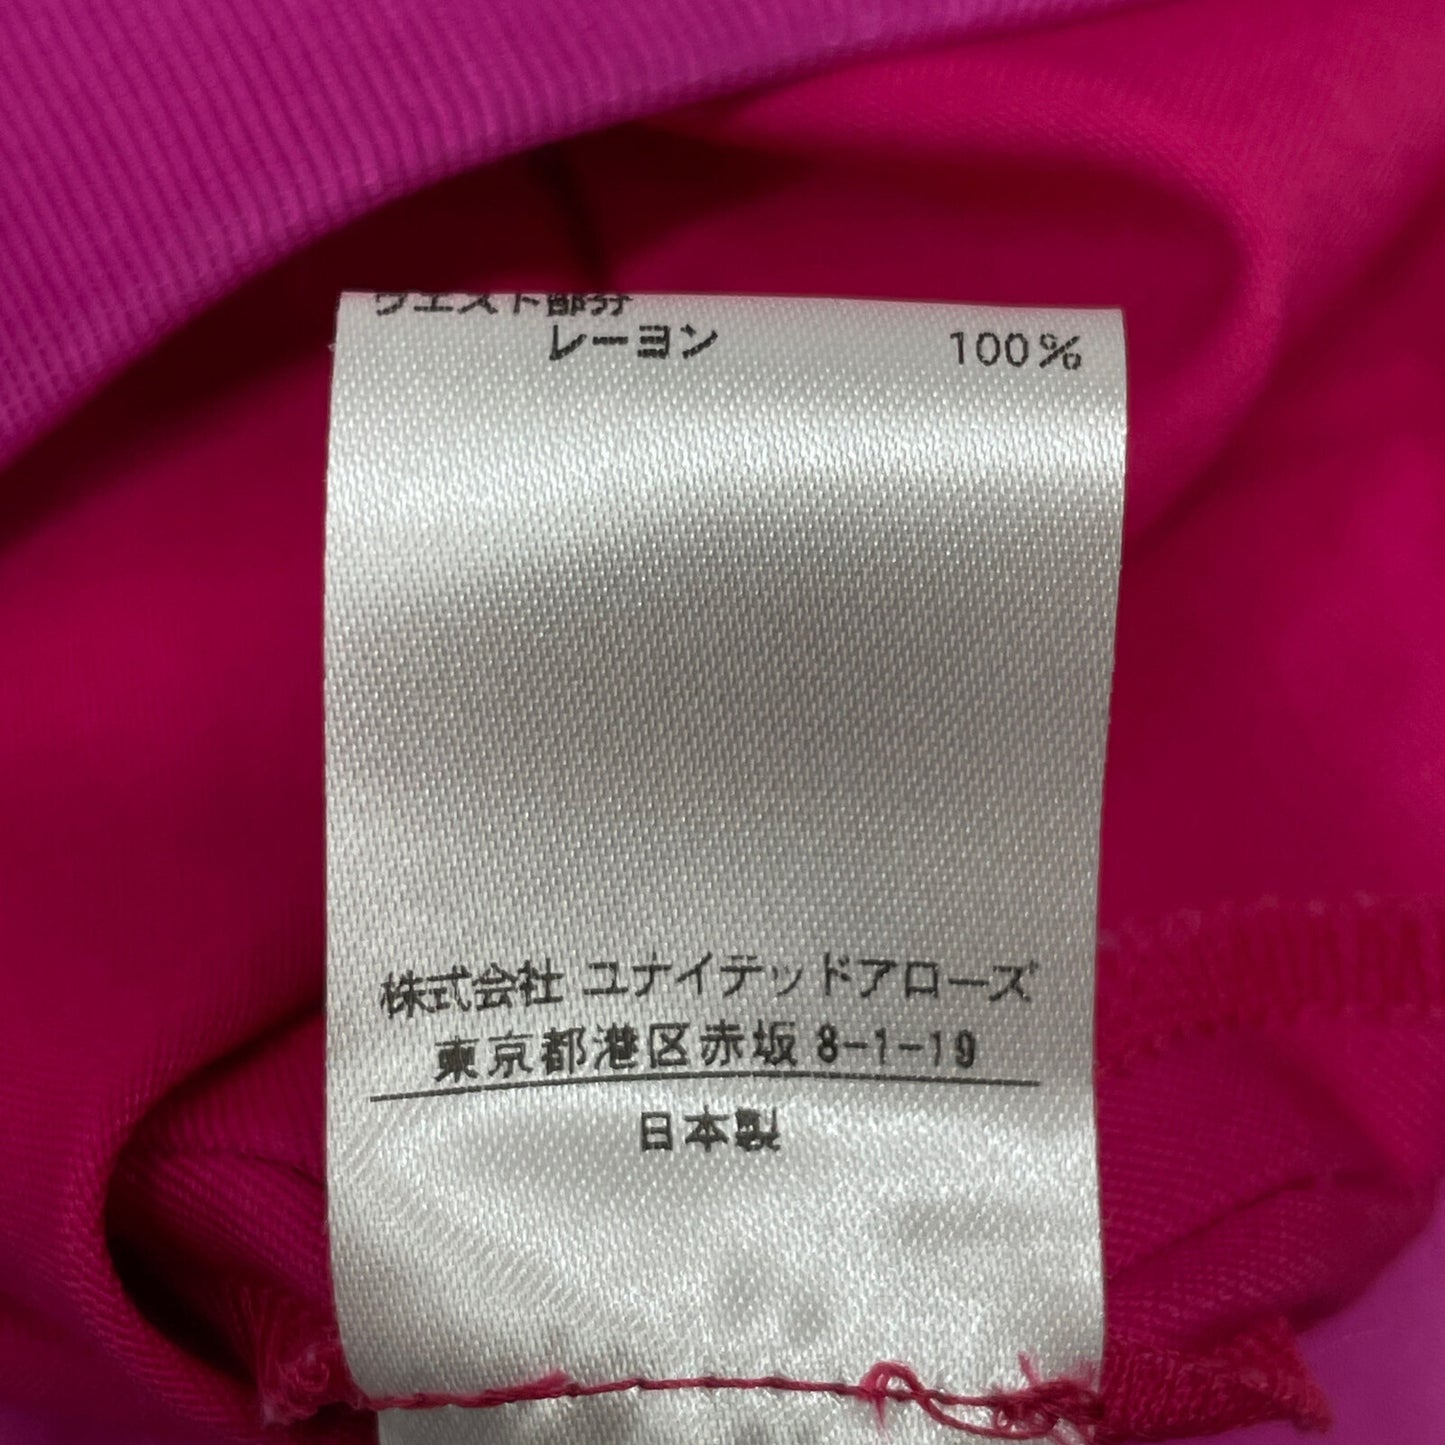 ウエスト部分
レーヨン 100%
株式会社 ユナイテッドアローズ
東京都港区赤坂 8-1-19
日本製